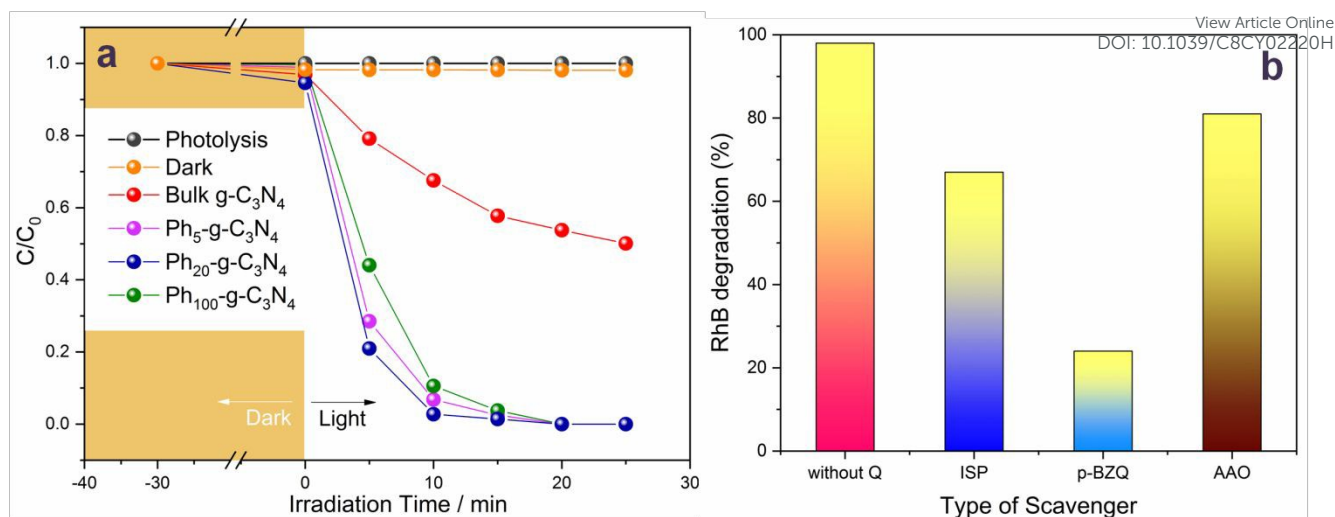 View Article Online
DOI: 10.1039/C8CY02220H
a
1.0
0.8
0.6
0.4
0.2
0.0
C/C₀
Photolysis
Dark
Bulk g-C₃N₄
Ph₅-g-C₃N₄
Ph₂₀-g-C₃N₄
Ph₁₀₀-g-C₃N₄
Dark
Light
-40
-30
0
10
20
30
Irradiation Time / min
b
100
80
60
40
20
0
RhB degradation (%)
without Q
ISP
p-BZQ
AAO
Type of Scavenger